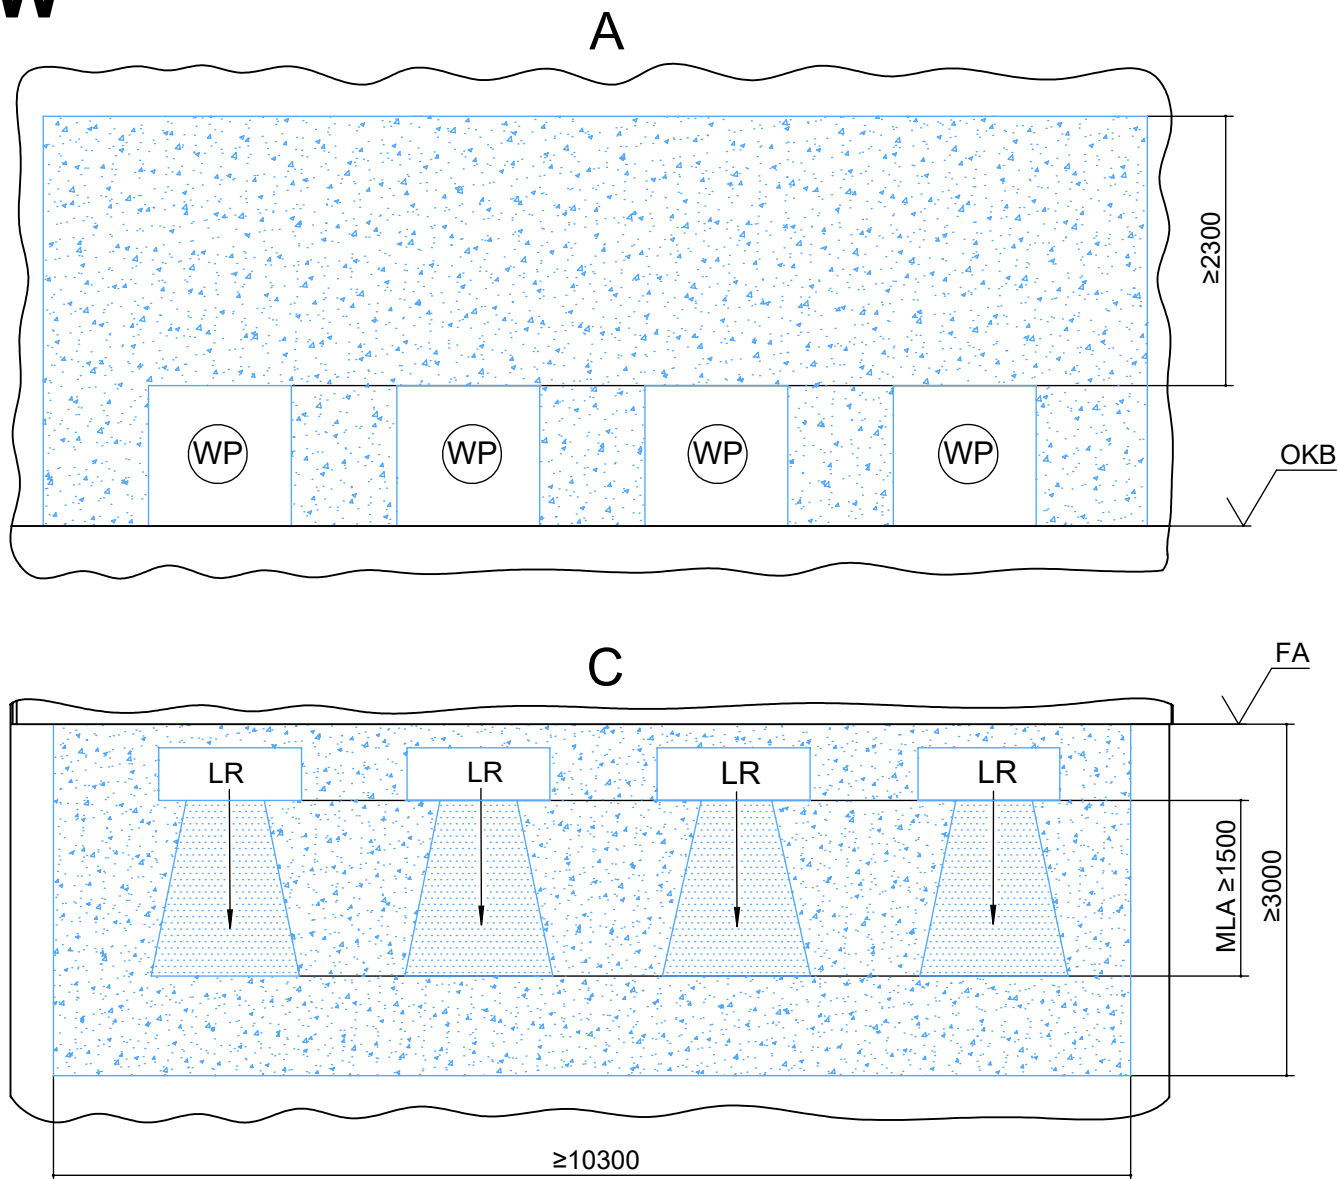 W
A
≥2300
WP WP WP WP
OKB
C
FA
LR LR LR LR
MLA ≥1500
≥3000
≥10300